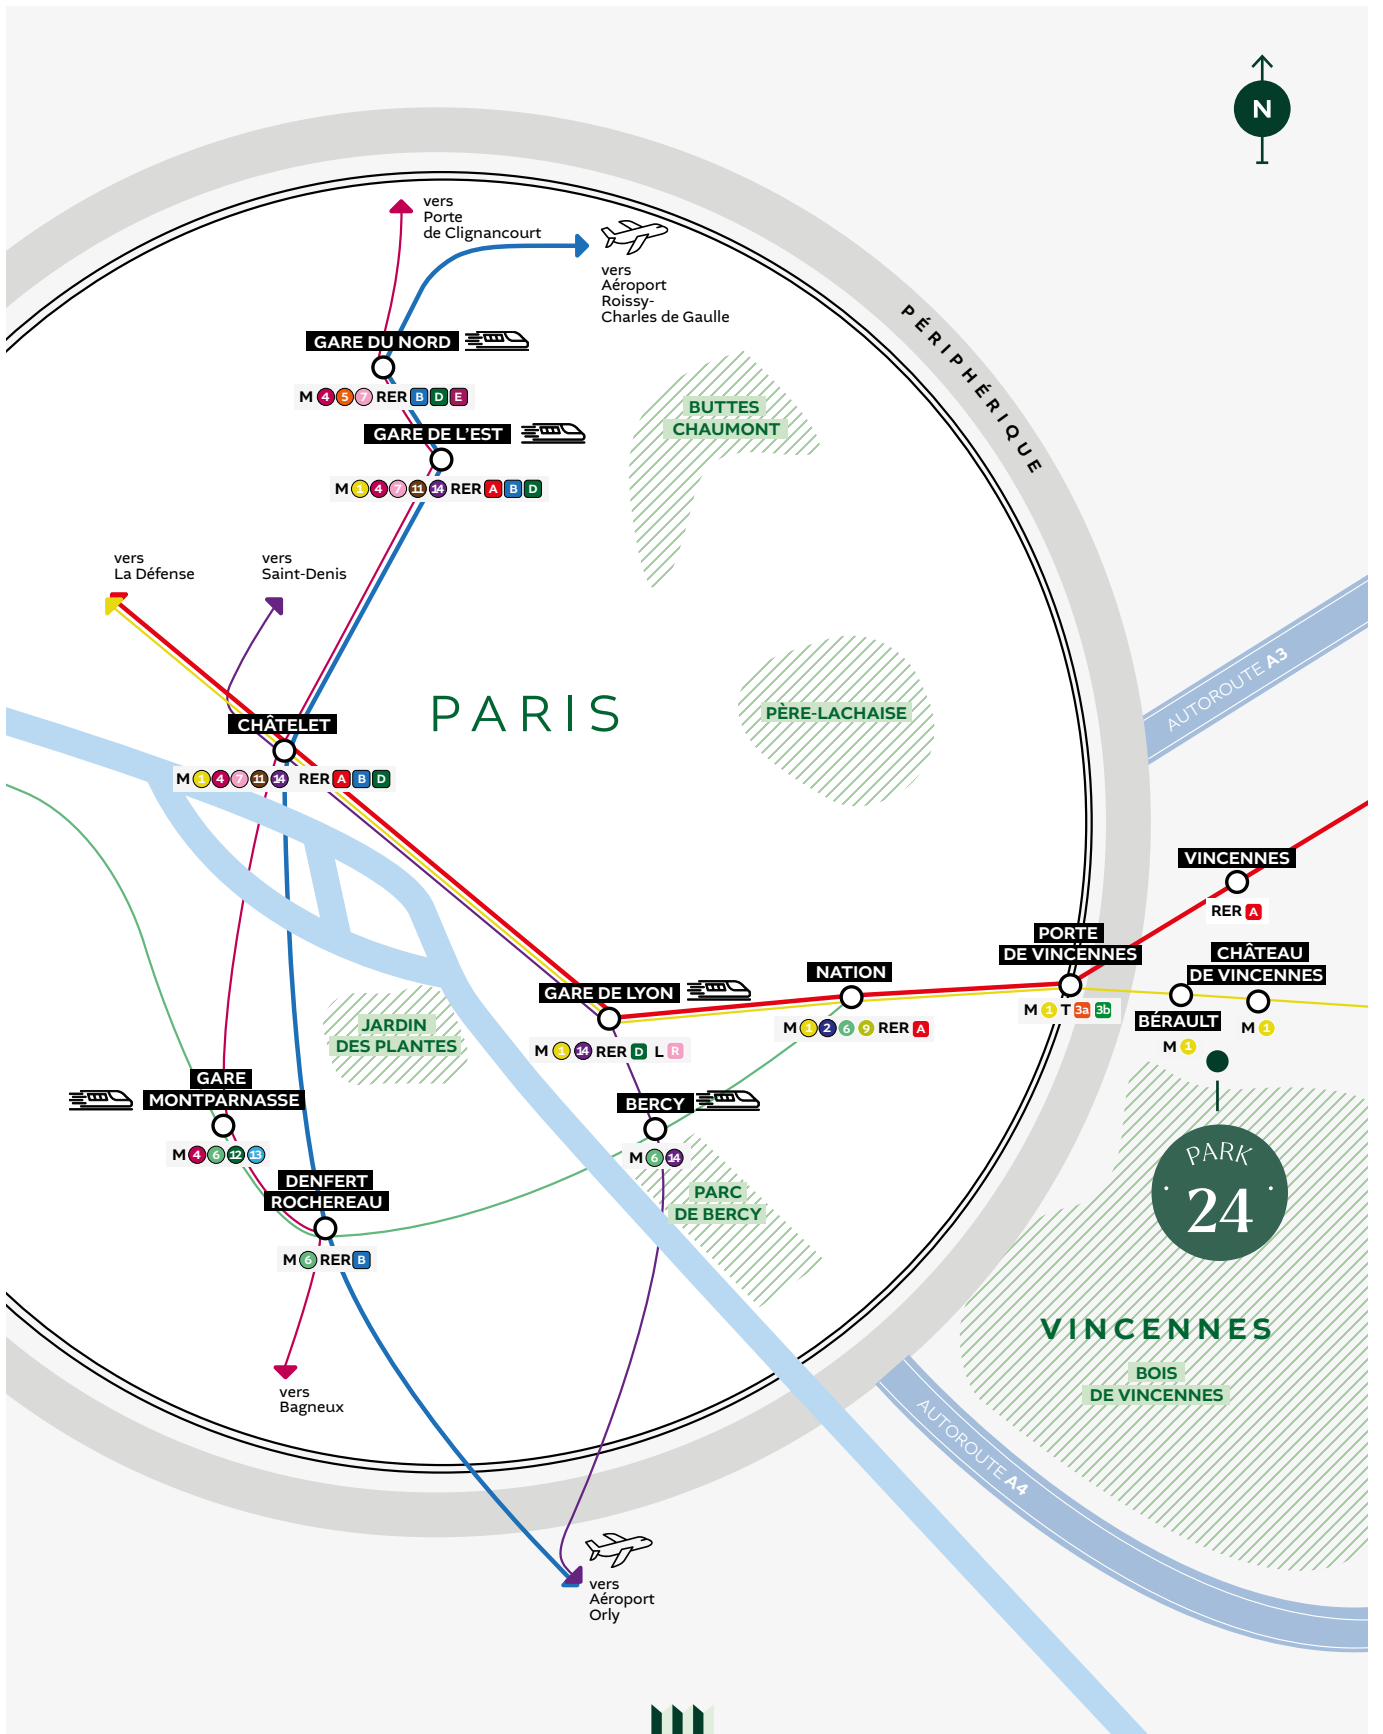 N
vers
Porte
de Clignancourt
vers
Aéroport
Roissy-
Charles de Gaulle
PÉRIPHÉRIQUE
GARE DU NORD
M 4 5 7 RER B D E
BUTTES
CHAUMONT
GARE DE L'EST
M 1 4 7 11 14 RER A B D
vers
La Défense
vers
Saint-Denis
AUTOROUTE A3
PARIS
PÈRE-LACHAISE
CHÂTELET
M 1 4 7 11 14 RER A B D
VINCENNES
RER A
PORTE
DE VINCENNES
M 1 T 3a 3b
CHÂTEAU
DE VINCENNES
M 1
BÉRAULT
M 1
NATION
M 1 2 6 9 RER A
GARE DE LYON
M 1 14 RER D L R
JARDIN
DES PLANTES
GARE
MONTPARNASSE
M 4 6 12 13
BERCY
M 6 14
PARK
24
DENFERT
ROCHEREAU
M 6 RER B
PARC
DE BERCY
VINCENNES
BOIS
DE VINCENNES
vers
Bagneux
AUTOROUTE A4
vers
Aéroport
Orly